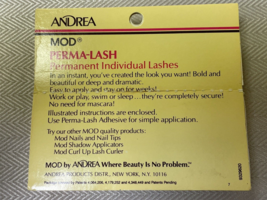 ANDREA
MOD®
PERMA-LASH
Permanent Individual Lashes
In an instant, you've created the look you want! Bold and
beautiful or deep and dramatic.
Easy to apply and stay on for weeks!
Work or play, swim or sleep...they're completely secure!
No need for mascara!
Illustrated instructions are enclosed.
Use Perma-Lash Adhesive for simple application.
Try our other MOD quality products:
Mod Nails and Nail Tips
Mod Shadow Applicators
Mod Curl Up Lash Curler
MOD by ANDREA Where Beauty Is No Problem.™
ANDREA PRODUCTS DISTR., NEW YORK, N.Y. 10116
and Patents Pending